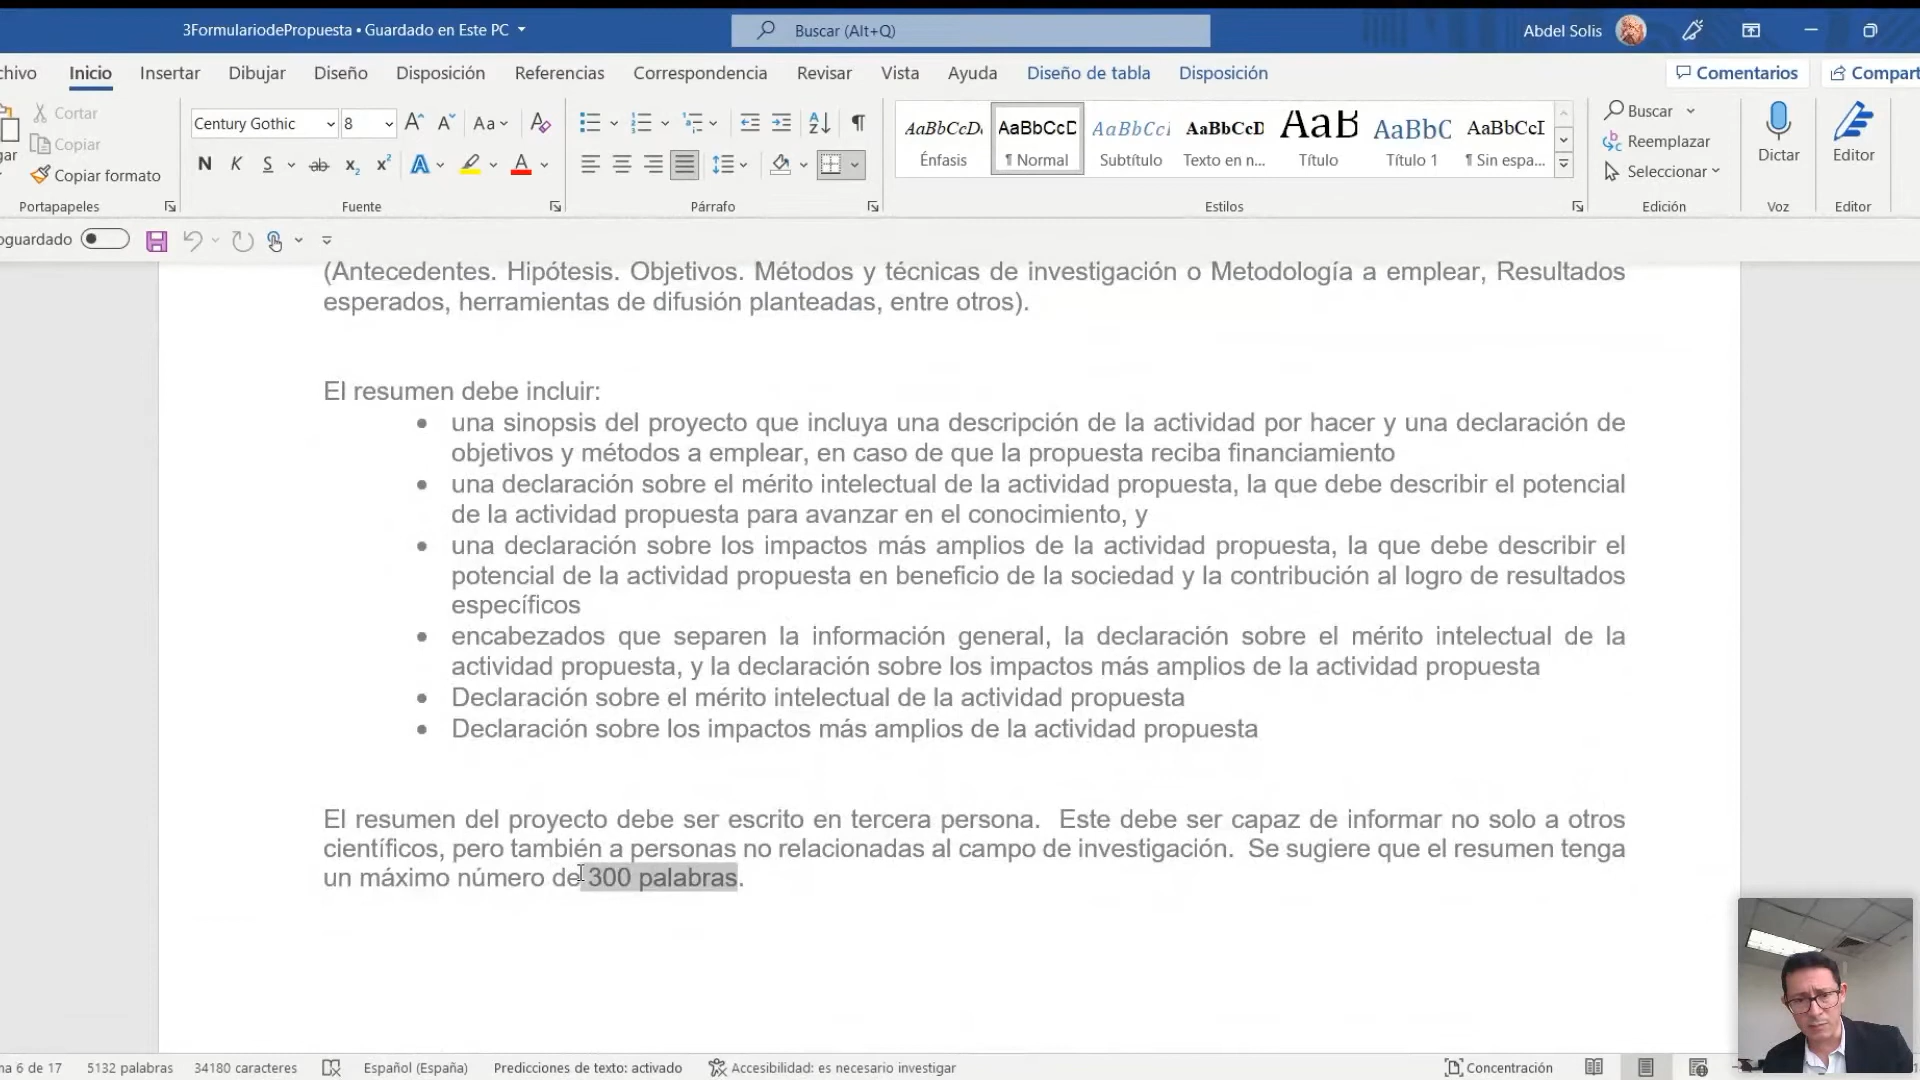 3FormulariodePropuesta • Guardado en Este PC
Buscar (Alt+Q)
Abdel Solis
Inicio Insertar Dibujar Diseño Disposición Referencias Correspondencia Revisar Vista Ayuda Diseño de tabla Disposición
Comentarios
Cortar
Copiar
Copiar formato
Portapapeles
Century Gothic 8
Fuente
Párrafo
AaBbCcD AaBbCcD AaBbCcI AaBbCcD AaB AaBbC AaBbCcI
Énfasis ¶ Normal Subtítulo Texto en n... Título Título 1 ¶ Sin espa...
Estilos
Buscar
Reemplazar
Seleccionar
Edición
Dictar
Voz
Editor
Editor
(Antecedentes. Hipótesis. Objetivos. Métodos y técnicas de investigación o Metodología a emplear, Resultados
esperados, herramientas de difusión planteadas, entre otros).
El resumen debe incluir:
• una sinopsis del proyecto que incluya una descripción de la actividad por hacer y una declaración de
objetivos y métodos a emplear, en caso de que la propuesta reciba financiamiento
• una declaración sobre el mérito intelectual de la actividad propuesta, la que debe describir el potencial
de la actividad propuesta para avanzar en el conocimiento, y
• una declaración sobre los impactos más amplios de la actividad propuesta, la que debe describir el
potencial de la actividad propuesta en beneficio de la sociedad y la contribución al logro de resultados
específicos
• encabezados que separen la información general, la declaración sobre el mérito intelectual de la
actividad propuesta, y la declaración sobre los impactos más amplios de la actividad propuesta
• Declaración sobre el mérito intelectual de la actividad propuesta
• Declaración sobre los impactos más amplios de la actividad propuesta
El resumen del proyecto debe ser escrito en tercera persona. Este debe ser capaz de informar no solo a otros
científicos, pero también a personas no relacionadas al campo de investigación. Se sugiere que el resumen tenga
un máximo número de 300 palabras.
6 de 17 5132 palabras 34180 caracteres Español (España) Predicciones de texto: activado Accesibilidad: es necesario investigar Concentración